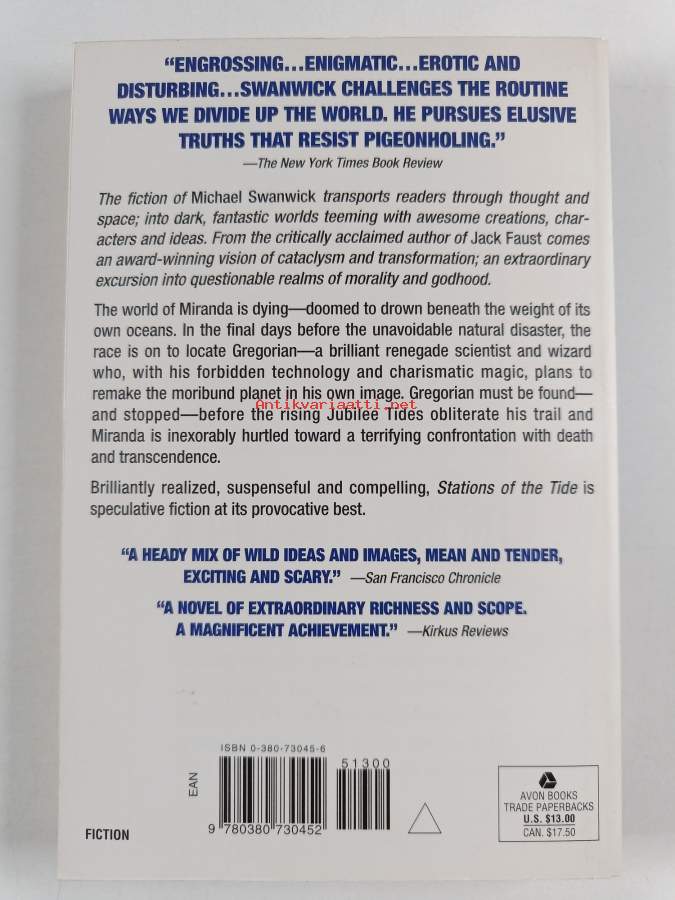 “ENGROSSING...ENIGMATIC...EROTIC AND
DISTURBING...SWANWICK CHALLENGES THE ROUTINE
WAYS WE DIVIDE UP THE WORLD. HE PURSUES ELUSIVE
TRUTHS THAT RESIST PIGEONHOLING.”
—The New York Times Book Review
The fiction of Michael Swanwick transports readers through thought and
space; into dark, fantastic worlds teeming with awesome creations, char-
acters and ideas. From the critically acclaimed author of Jack Faust comes
an award-winning vision of cataclysm and transformation; an extraordinary
excursion into questionable realms of morality and godhood.
The world of Miranda is dying—doomed to drown beneath the weight of its
own oceans. In the final days before the unavoidable natural disaster, the
race is on to locate Gregorian—a brilliant renegade scientist and wizard
who, with his forbidden technology and charismatic magic, plans to
remake the moribund planet in his own image. Gregorian must be found—
Antikvariaatti.net
and stopped—before the rising Jubilee Tides obliterate his trail and
Miranda is inexorably hurtled toward a terrifying confrontation with death
and transcendence.
Brilliantly realized, suspenseful and compelling, Stations of the Tide is
speculative fiction at its provocative best.
“A HEADY MIX OF WILD IDEAS AND IMAGES, MEAN AND TENDER,
EXCITING AND SCARY.” —San Francisco Chronicle
“A NOVEL OF EXTRAORDINARY RICHNESS AND SCOPE.
A MAGNIFICENT ACHIEVEMENT.” —Kirkus Reviews
ISBN 0-380-73045-6
51300
EAN
9 780380 730452
FICTION
AVON BOOKS
TRADE PAPERBACKS
U.S. $13.00
CAN. $17.50